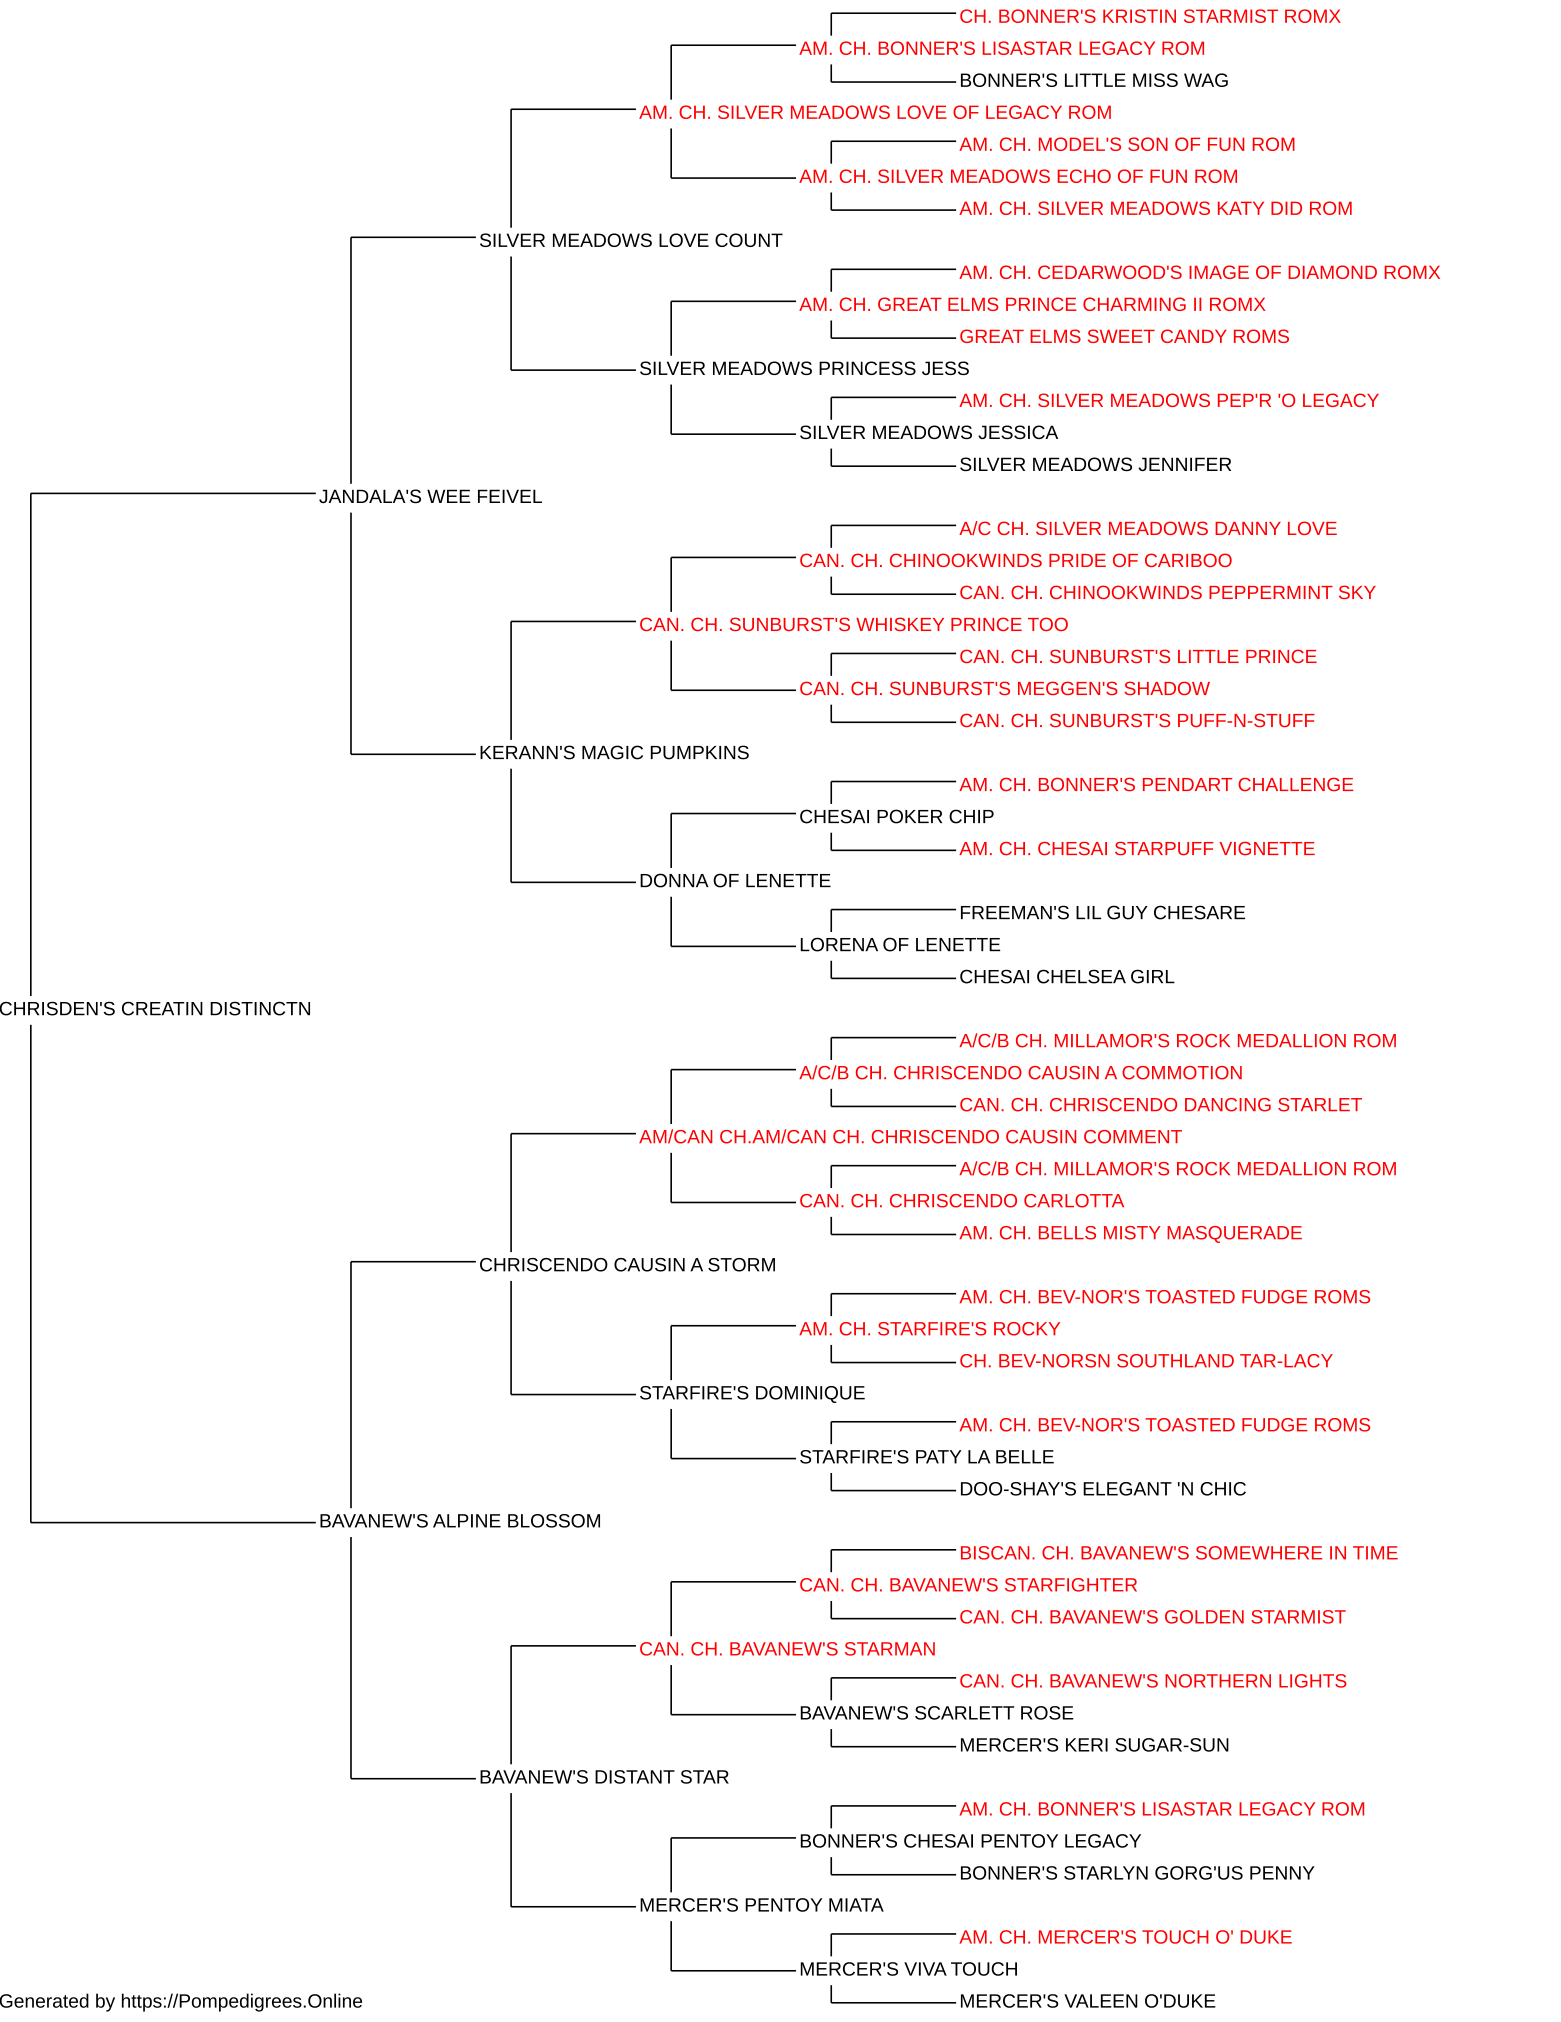 CH. BONNER'S KRISTIN STARMIST ROMX
AM. CH. BONNER'S LISASTAR LEGACY ROM
BONNER'S LITTLE MISS WAG
AM. CH. SILVER MEADOWS LOVE OF LEGACY ROM
AM. CH. MODEL'S SON OF FUN ROM
AM. CH. SILVER MEADOWS ECHO OF FUN ROM
AM. CH. SILVER MEADOWS KATY DID ROM
SILVER MEADOWS LOVE COUNT
AM. CH. CEDARWOOD'S IMAGE OF DIAMOND ROMX
AM. CH. GREAT ELMS PRINCE CHARMING II ROMX
GREAT ELMS SWEET CANDY ROMS
SILVER MEADOWS PRINCESS JESS
AM. CH. SILVER MEADOWS PEP'R 'O LEGACY
SILVER MEADOWS JESSICA
SILVER MEADOWS JENNIFER
JANDALA'S WEE FEIVEL
A/C CH. SILVER MEADOWS DANNY LOVE
CAN. CH. CHINOOKWINDS PRIDE OF CARIBOO
CAN. CH. CHINOOKWINDS PEPPERMINT SKY
CAN. CH. SUNBURST'S WHISKEY PRINCE TOO
CAN. CH. SUNBURST'S LITTLE PRINCE
CAN. CH. SUNBURST'S MEGGEN'S SHADOW
CAN. CH. SUNBURST'S PUFF-N-STUFF
KERANN'S MAGIC PUMPKINS
AM. CH. BONNER'S PENDART CHALLENGE
CHESAI POKER CHIP
AM. CH. CHESAI STARPUFF VIGNETTE
DONNA OF LENETTE
FREEMAN'S LIL GUY CHESARE
LORENA OF LENETTE
CHESAI CHELSEA GIRL
CHRISDEN'S CREATIN DISTINCTN
A/C/B CH. MILLAMOR'S ROCK MEDALLION ROM
A/C/B CH. CHRISCENDO CAUSIN A COMMOTION
CAN. CH. CHRISCENDO DANCING STARLET
AM/CAN CH.AM/CAN CH. CHRISCENDO CAUSIN COMMENT
A/C/B CH. MILLAMOR'S ROCK MEDALLION ROM
CAN. CH. CHRISCENDO CARLOTTA
AM. CH. BELLS MISTY MASQUERADE
CHRISCENDO CAUSIN A STORM
AM. CH. BEV-NOR'S TOASTED FUDGE ROMS
AM. CH. STARFIRE'S ROCKY
CH. BEV-NORSN SOUTHLAND TAR-LACY
STARFIRE'S DOMINIQUE
AM. CH. BEV-NOR'S TOASTED FUDGE ROMS
STARFIRE'S PATY LA BELLE
DOO-SHAY'S ELEGANT 'N CHIC
BAVANEW'S ALPINE BLOSSOM
BISCAN. CH. BAVANEW'S SOMEWHERE IN TIME
CAN. CH. BAVANEW'S STARFIGHTER
CAN. CH. BAVANEW'S GOLDEN STARMIST
CAN. CH. BAVANEW'S STARMAN
CAN. CH. BAVANEW'S NORTHERN LIGHTS
BAVANEW'S SCARLETT ROSE
MERCER'S KERI SUGAR-SUN
BAVANEW'S DISTANT STAR
AM. CH. BONNER'S LISASTAR LEGACY ROM
BONNER'S CHESAI PENTOY LEGACY
BONNER'S STARLYN GORG'US PENNY
MERCER'S PENTOY MIATA
AM. CH. MERCER'S TOUCH O' DUKE
MERCER'S VIVA TOUCH
MERCER'S VALEEN O'DUKE
Generated by https://Pompedigrees.Online